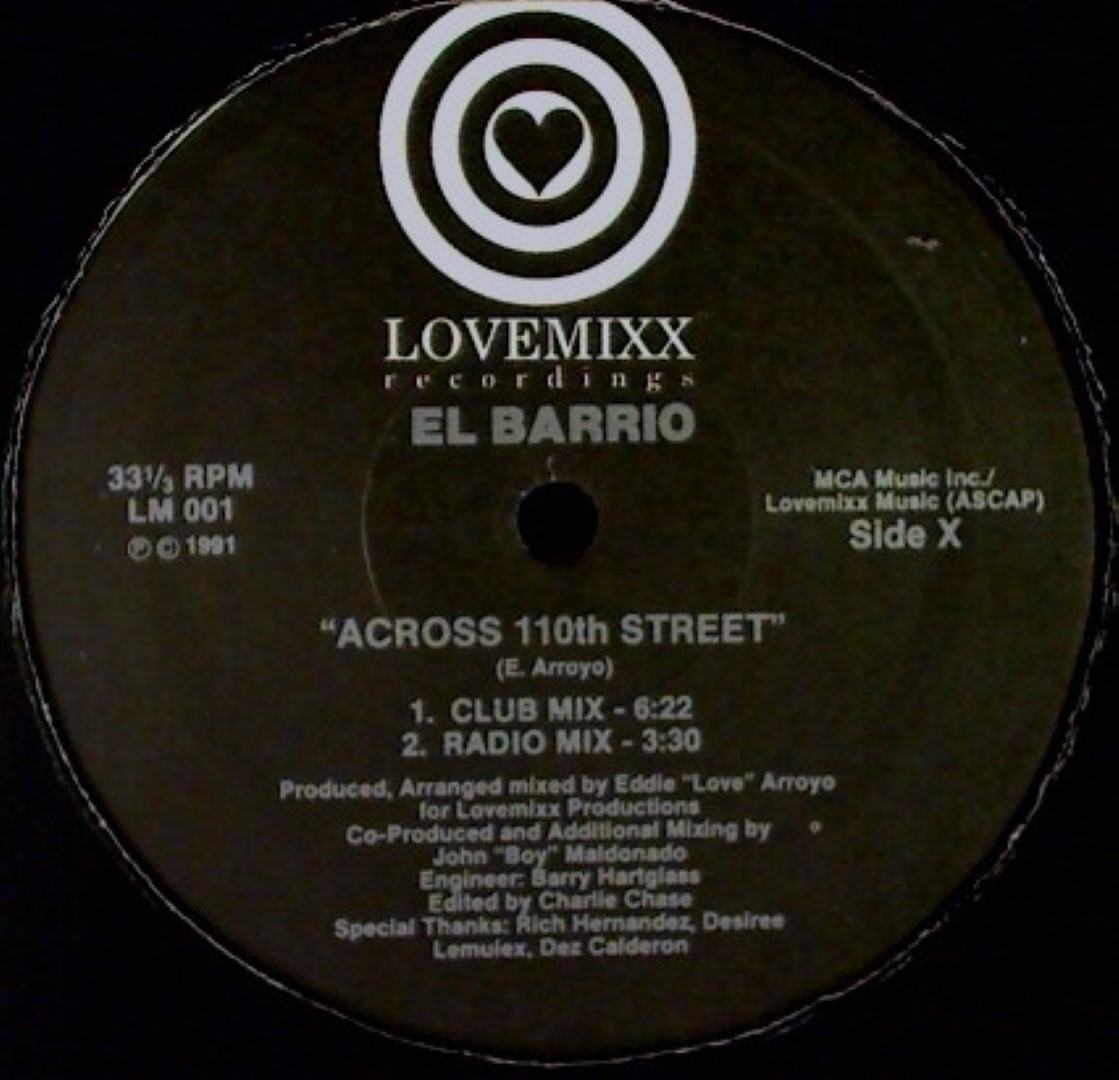 LOVEMIXX
recordings
EL BARRIO
33⅓ RPM
LM 001
℗ © 1991
MCA Music Inc./
Lovemixx Music (ASCAP)
Side X
“ACROSS 110th STREET”
(E. Arroyo)
1. CLUB MIX - 6:22
2. RADIO MIX - 3:30
Produced, Arranged mixed by Eddie "Love" Arroyo
for Lovemixx Productions
Co-Produced and Additional Mixing by
John "Boy" Maldonado
Engineer: Barry Hartglass
Edited by Charlie Chase
Special Thanks: Rich Hernandez, Desiree
Lemuiex, Dez Calderon